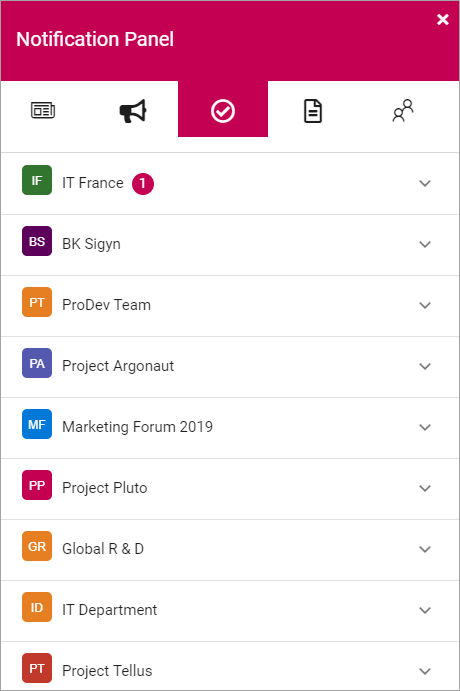 Notification Panel
IF IT France 1
BS BK Sigyn
PT ProDev Team
PA Project Argonaut
MF Marketing Forum 2019
PP Project Pluto
GR Global R & D
ID IT Department
PT Project Tellus